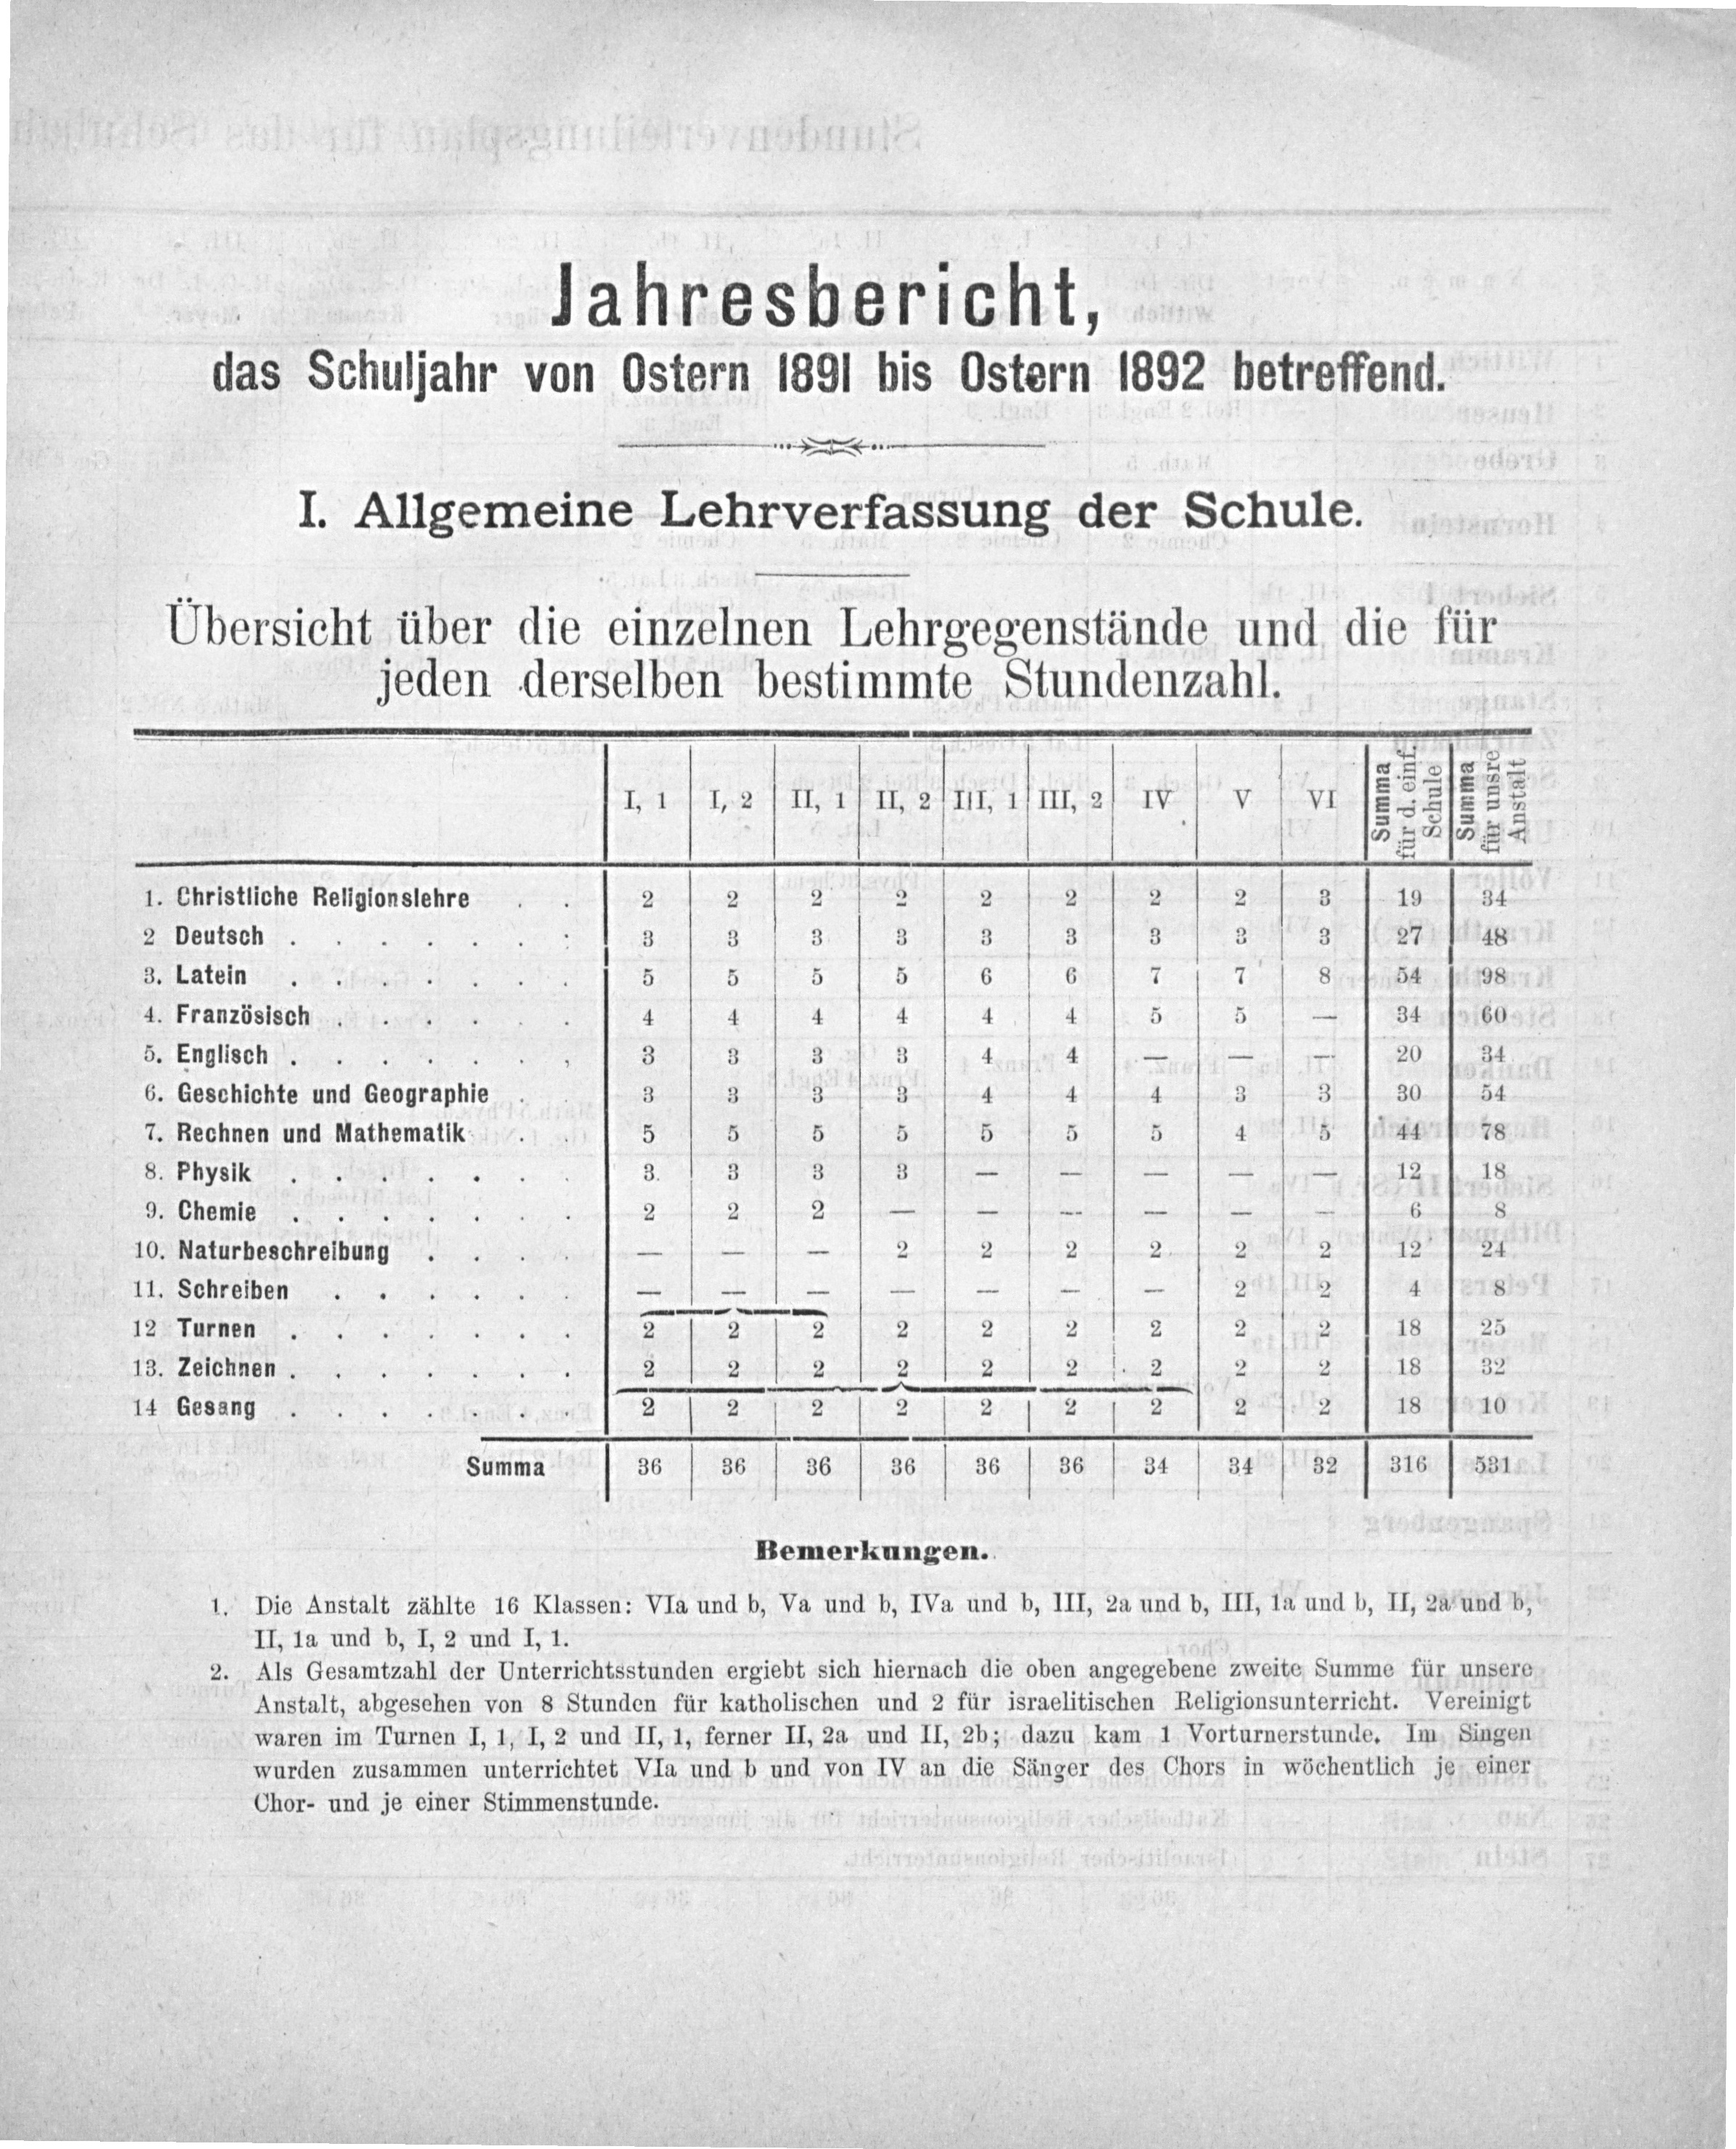 Jahresbericht,
das Schuljahr von Ostern 1891 bis Ostern 1892 betreffend.
I. Allgemeine Lehrverfassung der Schule.
Übersicht über die einzelnen Lehrgegenstände und die für
jeden derselben bestimmte Stundenzahl.
I, 1 I, 2 II, 1 II, 2 III, 1 III, 2 IV V VI Summa für d. einf. Schule Summa für unsre Anstalt
1. Christliche Religionslehre . . 2 2 2 2 2 2 2 2 3 19 34
2 Deutsch . . . . . . : 3 3 3 3 3 3 3 3 3 27 48
3. Latein . . . . . . . 5 5 5 5 6 6 7 7 8 54 98
4. Französisch . . . . . . 4 4 4 4 4 4 5 5 — 34 60
5. Englisch . . . . . . , 3 3 3 3 4 4 — — — 20 34
6. Geschichte und Geographie . . 3 3 3 3 4 4 4 3 3 30 54
7. Rechnen und Mathematik . . 5 5 5 5 5 5 5 4 5 44 78
8. Physik . . . . . . . 3. 3 3 3 — — — — — 12 18
9. Chemie . . . . . . . 2 2 2 — — — — — — 6 8
10. Naturbeschreibung . . . . — — — 2 2 2 2 2 2 12 24
11. Schreiben . . . . . . — — — — — — — 2 2 4 8
12 Turnen . . . . . . . 2 2 2 2 2 2 2 2 2 18 25
13. Zeichnen . . . . . . . 2 2 2 2 2 2 2 2 2 18 32
14 Gesang . . . . . . . 2 2 2 2 2 2 2 2 2 18 10
Summa 36 36 36 36 36 36 34 34 32 316 531
Bemerkungen.
1. Die Anstalt zählte 16 Klassen: VIa und b, Va und b, IVa und b, III, 2a und b, III, 1a und b, II, 2a und b,
II, 1a und b, I, 2 und I, 1.
2. Als Gesamtzahl der Unterrichtsstunden ergiebt sich hiernach die oben angegebene zweite Summe für unsere
Anstalt, abgesehen von 8 Stunden für katholischen und 2 für israelitischen Religionsunterricht. Vereinigt
waren im Turnen I, 1, I, 2 und II, 1, ferner II, 2a und II, 2b; dazu kam 1 Vorturnerstunde. Im Singen
wurden zusammen unterrichtet VIa und b und von IV an die Sänger des Chors in wöchentlich je einer
Chor- und je einer Stimmenstunde.